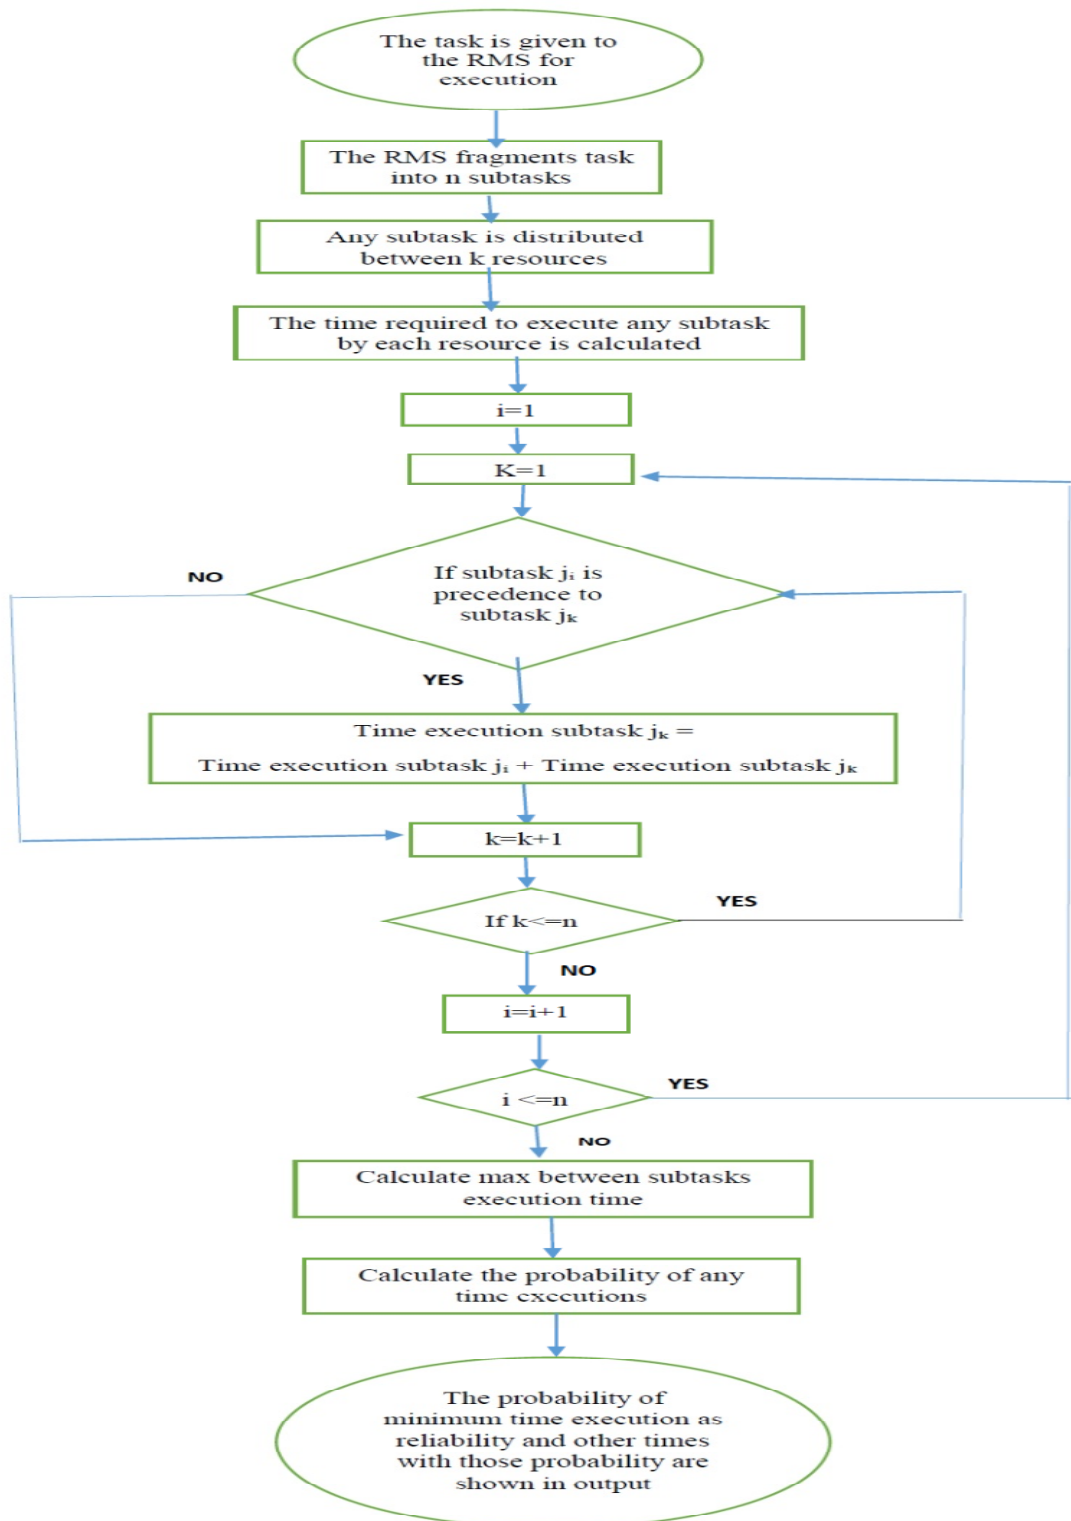 The task is given to
the RMS for
execution
The RMS fragments task
into n subtasks
Any subtask is distributed
between k resources
The time required to execute any subtask
by each resource is calculated
i=1
K=1
If subtask jᵢ is
precedence to
subtask jₖ
NO
YES
Time execution subtask jₖ =
Time execution subtask jᵢ + Time execution subtask jₖ
k=k+1
If k<=n
YES
NO
i=i+1
i <=n
YES
NO
Calculate max between subtasks
execution time
Calculate the probability of any
time executions
The probability of
minimum time execution as
reliability and other times
with those probability are
shown in output